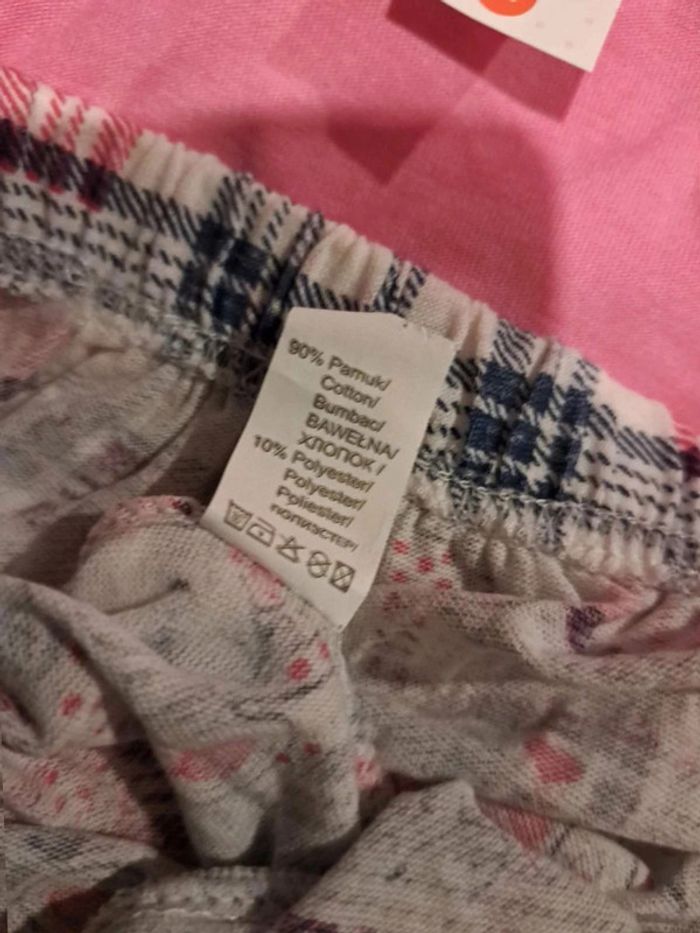 90% Pamuk/
Cotton/
Bumbac/
BAWEŁNA/
ХЛОПОК /
10% Polyester/
Polyester/
Poliester/
ПОЛИЭСТЕР/